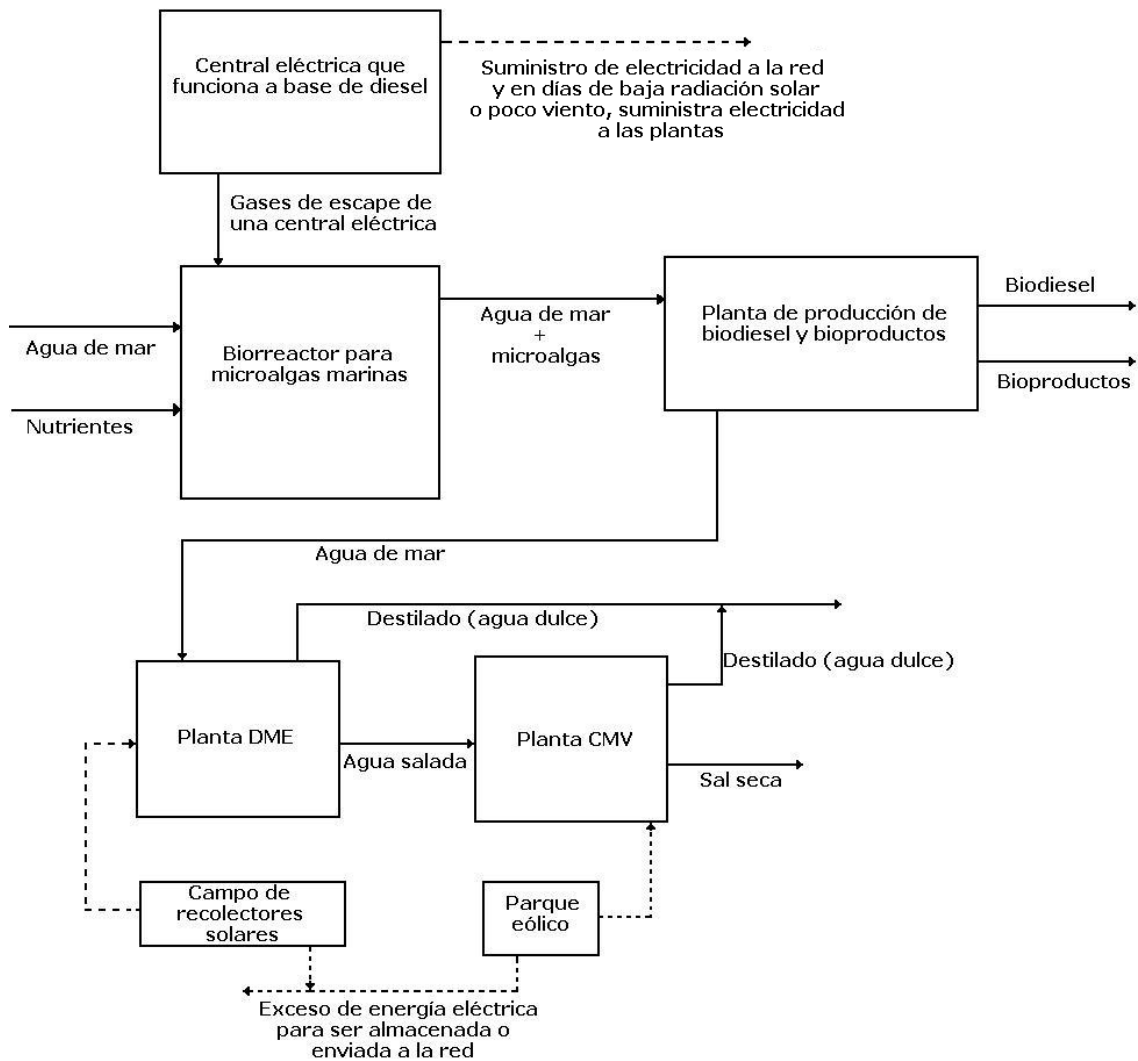 Central eléctrica que
funciona a base de diesel
Suministro de electricidad a la red
y en días de baja radiación solar
o poco viento, suministra electricidad
a las plantas
Gases de escape de
una central eléctrica
Agua de mar
Nutrientes
Biorreactor para
microalgas marinas
Agua de mar
+
microalgas
Planta de producción de
biodiesel y bioproductos
Biodiesel
Bioproductos
Agua de mar
Destilado (agua dulce)
Destilado (agua dulce)
Planta DME
Agua salada
Planta CMV
Sal seca
Campo de
recolectores
solares
Parque
eólico
Exceso de energía eléctrica
para ser almacenada o
enviada a la red